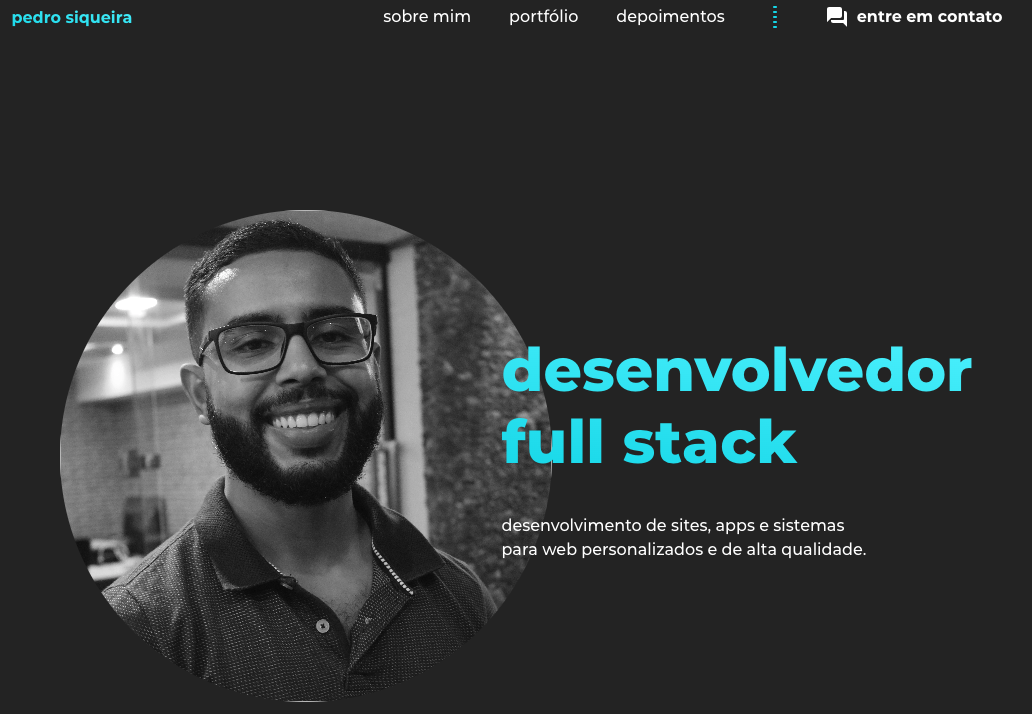 pedro siqueira
sobre mim
portfólio
depoimentos
entre em contato
desenvolvedor
full stack
desenvolvimento de sites, apps e sistemas
para web personalizados e de alta qualidade.